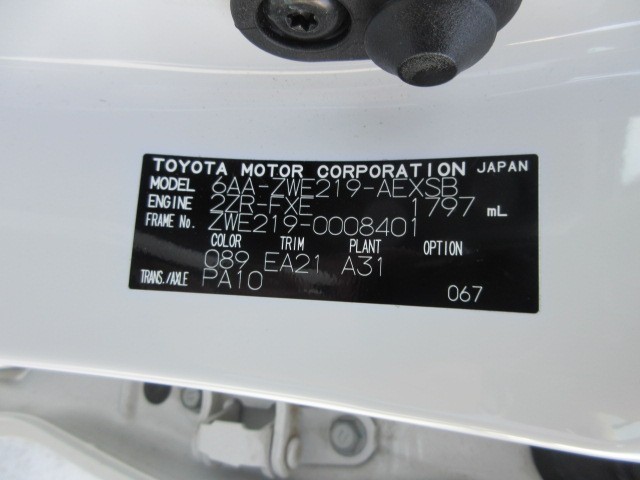 TOYOTA MOTOR CORPORATION JAPAN
MODEL 6AA-ZWE219-AEXSB
ENGINE 2ZR-FXE 1797 mL
FRAME No. ZWE219-0008401
COLOR TRIM PLANT OPTION
089 EA21 A31
TRANS./AXLE PA10
067